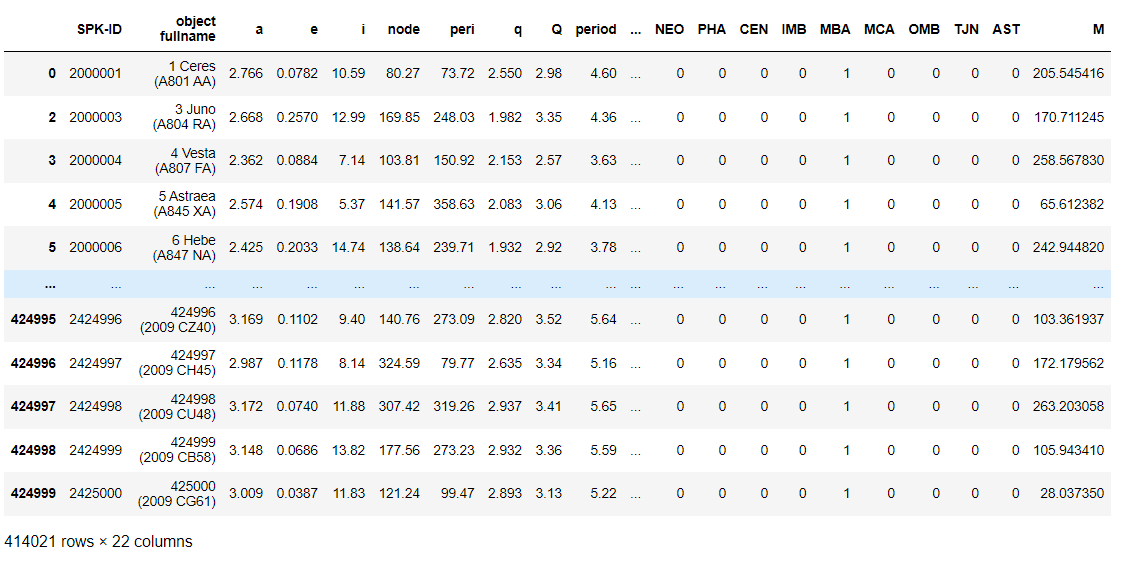 SPK-ID object fullname a e i node peri q Q period ... NEO PHA CEN IMB MBA MCA OMB TJN AST M
0 2000001 1 Ceres (A801 AA) 2.766 0.0782 10.59 80.27 73.72 2.550 2.98 4.60 ... 0 0 0 0 1 0 0 0 0 205.545416
2 2000003 3 Juno (A804 RA) 2.668 0.2570 12.99 169.85 248.03 1.982 3.35 4.36 ... 0 0 0 0 1 0 0 0 0 170.711245
3 2000004 4 Vesta (A807 FA) 2.362 0.0884 7.14 103.81 150.92 2.153 2.57 3.63 ... 0 0 0 0 1 0 0 0 0 258.567830
4 2000005 5 Astraea (A845 XA) 2.574 0.1908 5.37 141.57 358.63 2.083 3.06 4.13 ... 0 0 0 0 1 0 0 0 0 65.612382
5 2000006 6 Hebe (A847 NA) 2.425 0.2033 14.74 138.64 239.71 1.932 2.92 3.78 ... 0 0 0 0 1 0 0 0 0 242.944820
... ... ... ... ... ... ... ... ... ... ... ... ... ... ... ... ... ... ... ... ... ...
424995 2424996 424996 (2009 CZ40) 3.169 0.1102 9.40 140.76 273.09 2.820 3.52 5.64 ... 0 0 0 0 1 0 0 0 0 103.361937
424996 2424997 424997 (2009 CH45) 2.987 0.1178 8.14 324.59 79.77 2.635 3.34 5.16 ... 0 0 0 0 1 0 0 0 0 172.179562
424997 2424998 424998 (2009 CU48) 3.172 0.0740 11.88 307.42 319.26 2.937 3.41 5.65 ... 0 0 0 0 1 0 0 0 0 263.203058
424998 2424999 424999 (2009 CB58) 3.148 0.0686 13.82 177.56 273.23 2.932 3.36 5.59 ... 0 0 0 0 1 0 0 0 0 105.943410
424999 2425000 425000 (2009 CG61) 3.009 0.0387 11.83 121.24 99.47 2.893 3.13 5.22 ... 0 0 0 0 1 0 0 0 0 28.037350
414021 rows × 22 columns